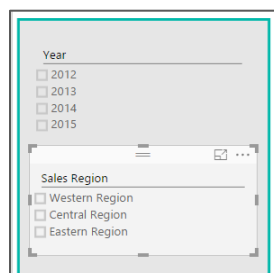 Year
2012
2013
2014
2015
Sales Region
Western Region
Central Region
Eastern Region